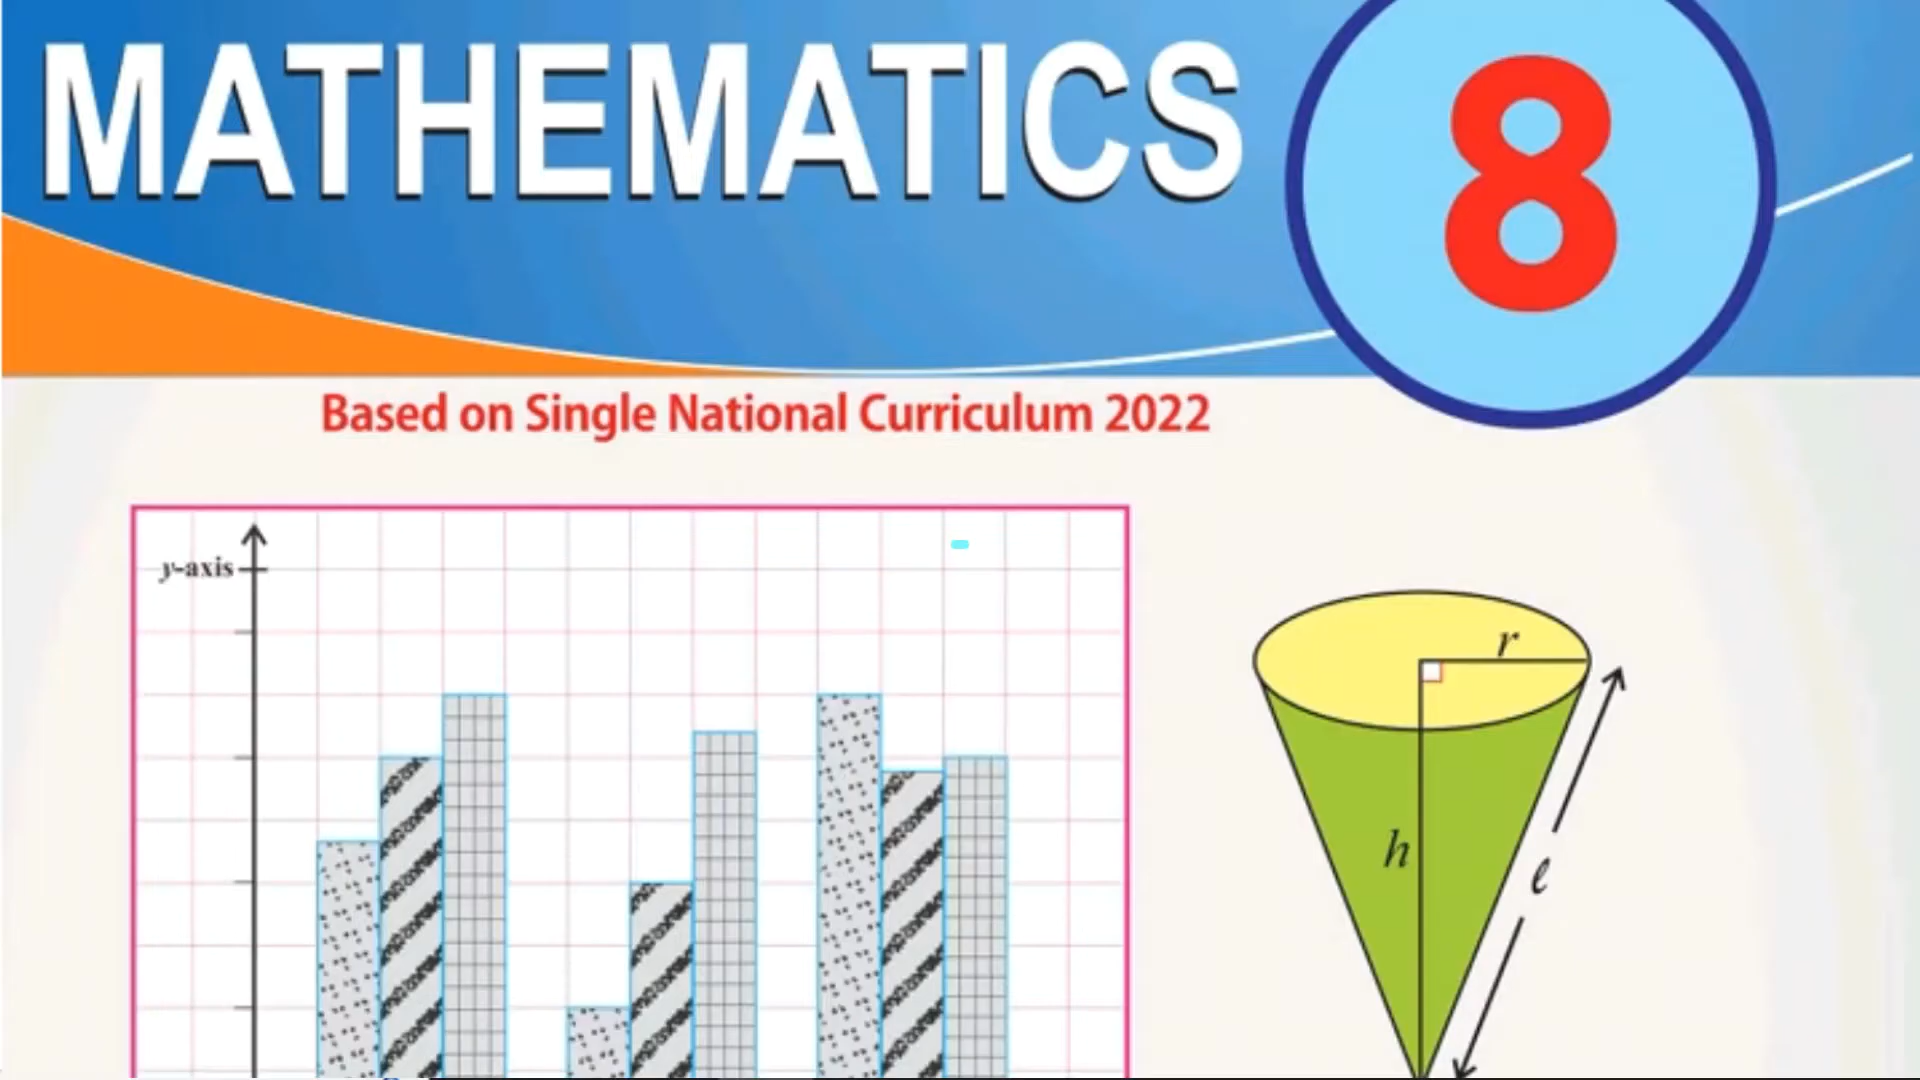 MATHEMATICS
8
Based on Single National Curriculum 2022
y-axis
r
h
ℓ